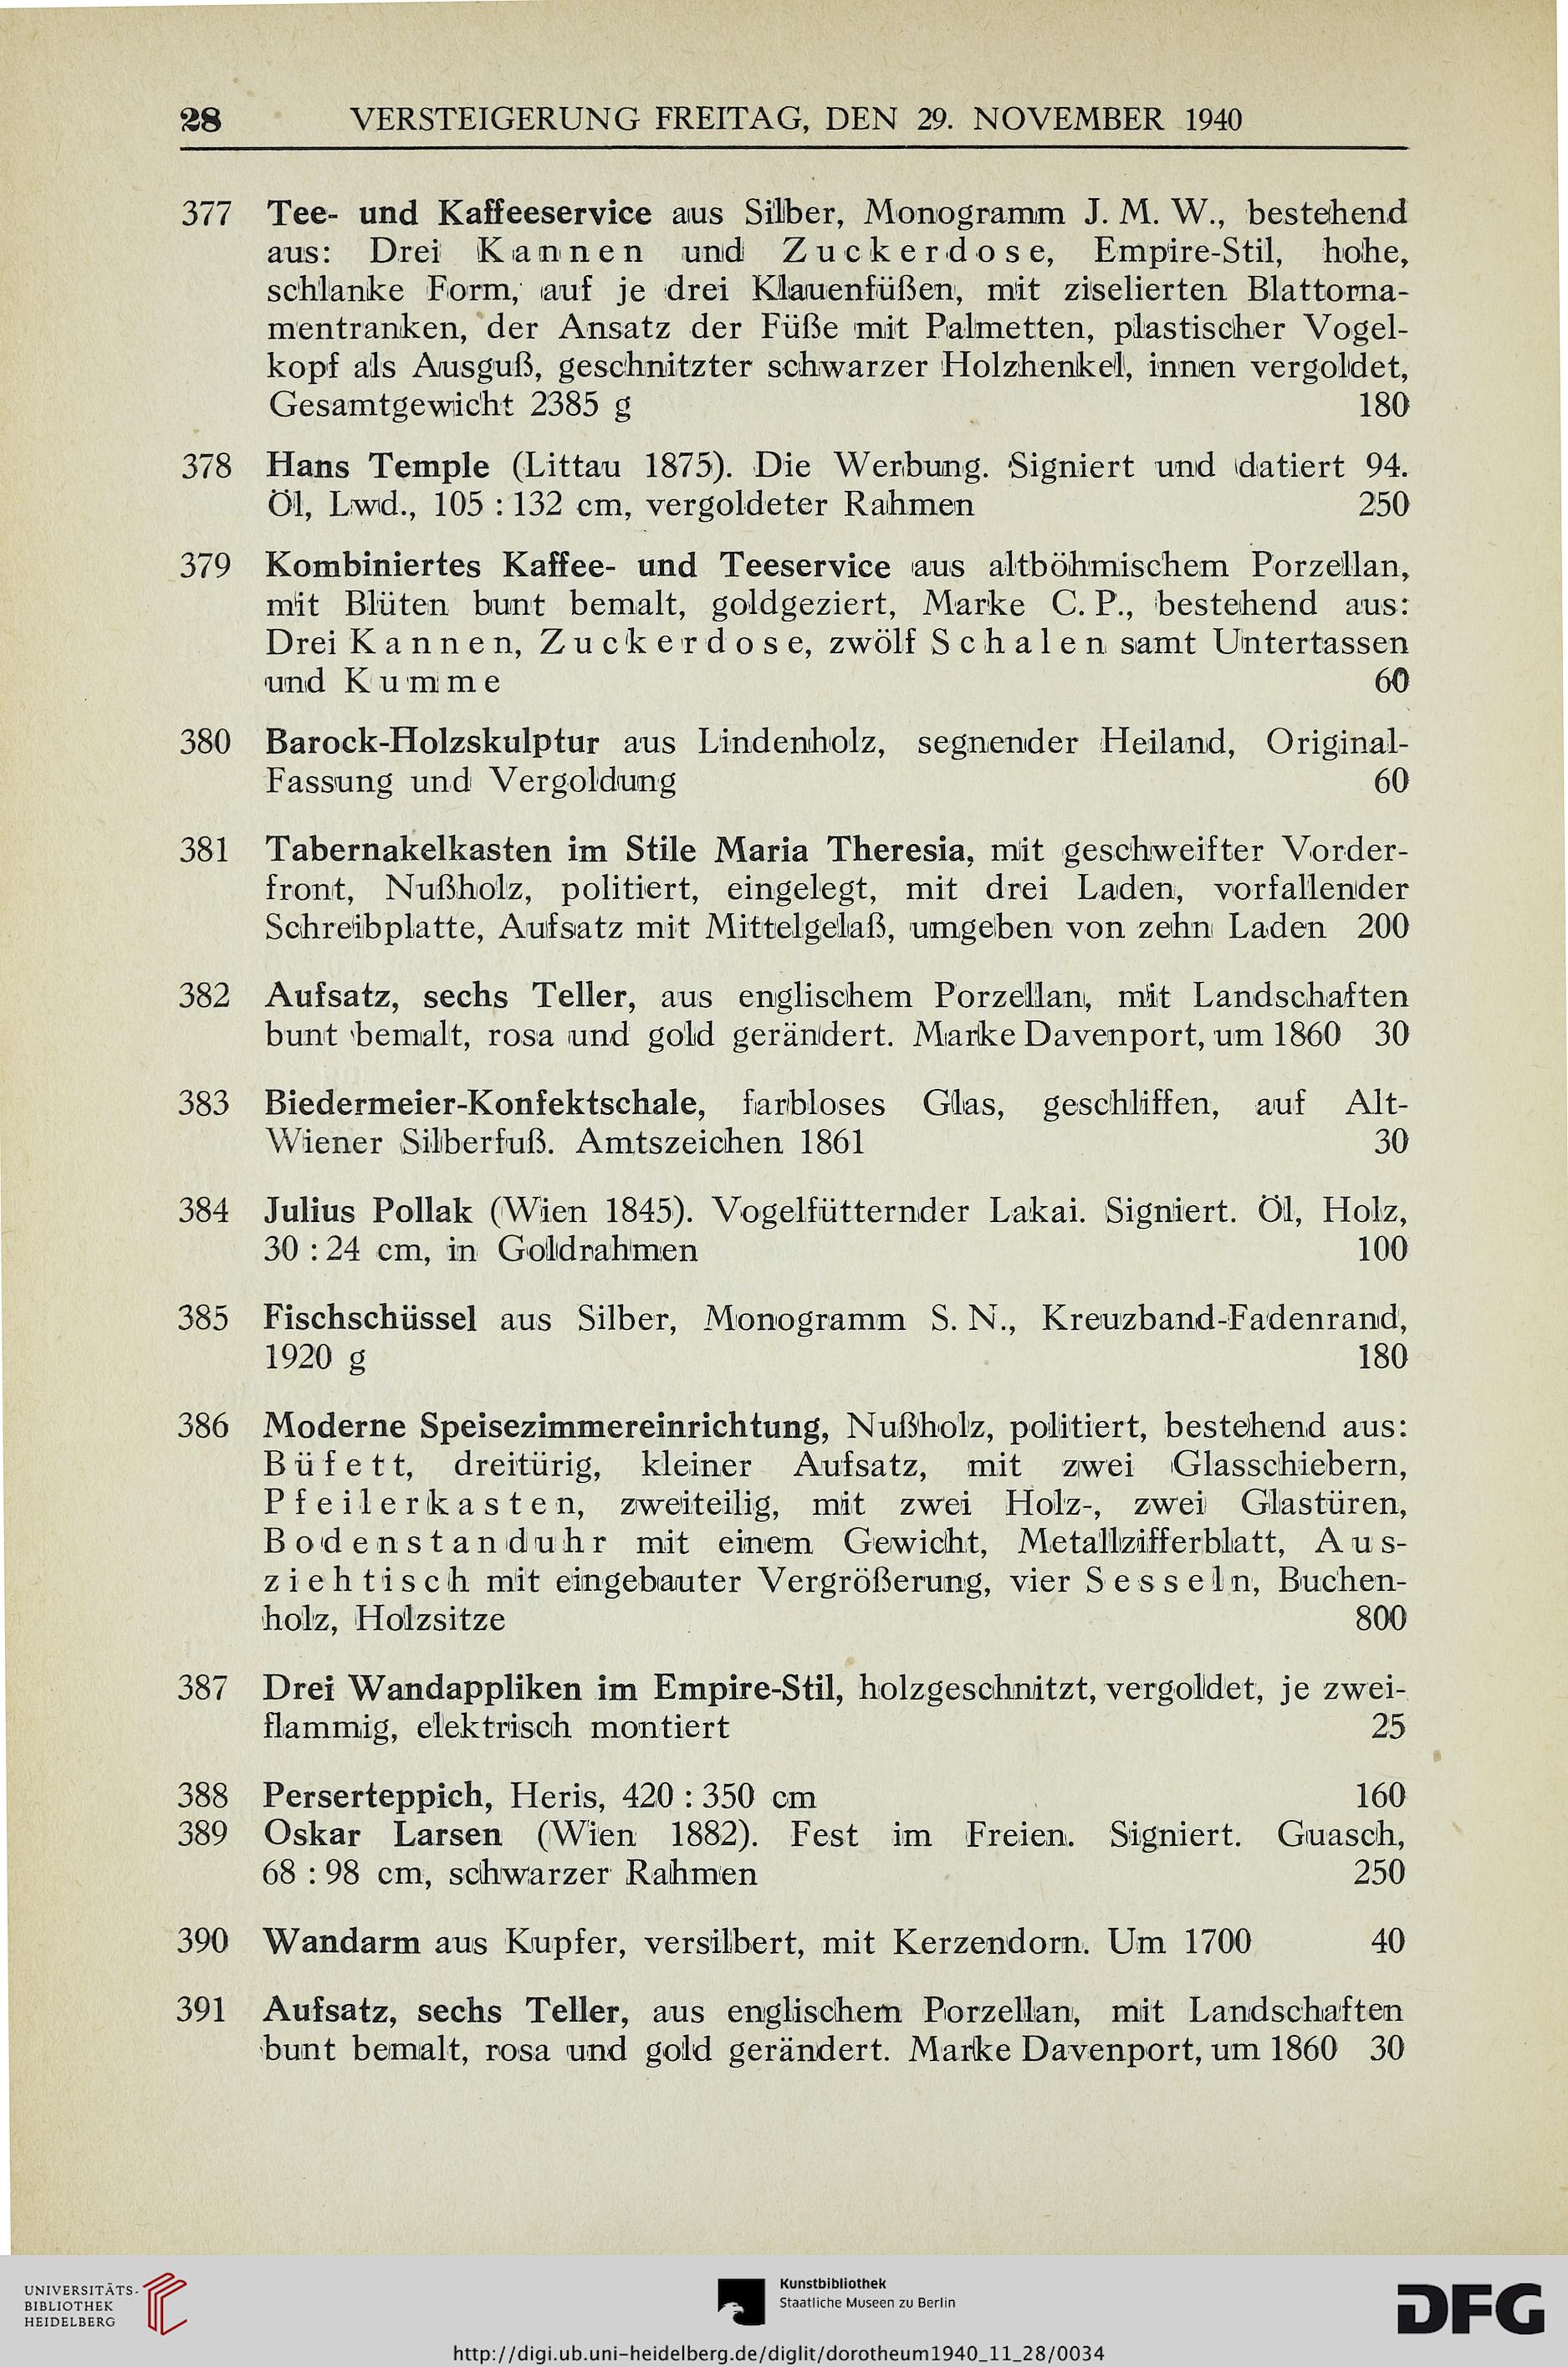 28 VERSTEIGERUNG FREITAG, DEN 29. NOVEMBER 1940
377 Tee- und Kaffeeservice aus Silber, Monogramm J. M. W., bestehend
aus: Drei Kannen und Zuckerdose, Empire-Stil, hohe,
schlanke Form, auf je drei Klauenfüßen, mit ziselierten Blattorna-
mentranken, der Ansatz der Füße mit Palmetten, plastischer Vogel-
kopf als Ausguß, geschnitzter schwarzer Holzhenkel, innen vergoldet,
Gesamtgewicht 2385 g 180
378 Hans Temple (Littau 1875). Die Werbung. Signiert und datiert 94.
Öl, Lwd., 105 : 132 cm, vergoldeter Rahmen 250
379 Kombiniertes Kaffee- und Teeservice aus altböhmischem Porzellan,
mit Blüten bunt bemalt, goldgeziert, Marke C. P., bestehend aus:
Drei Kannen, Zuckerdose, zwölf Schalen samt Untertassen
und Kumme 60
380 Barock-Holzskulptur aus Lindenholz, segnender Heiland, Original-
Fassung und Vergoldung 60
381 Tabernakelkasten im Stile Maria Theresia, mit geschweifter Vorder-
front, Nußholz, politiert, eingelegt, mit drei Laden, vorfallender
Schreibplatte, Aufsatz mit Mittelgelaß, umgeben von zehn Laden 200
382 Aufsatz, sechs Teller, aus englischem Porzellan, mit Landschaften
bunt bemalt, rosa und gold gerändert. Marke Davenport, um 1860 30
383 Biedermeier-Konfektschale, farbloses Glas, geschliffen, auf Alt-
Wiener Silberfuß. Amtszeichen 1861 30
384 Julius Pollak (Wien 1845). Vogelfütternder Lakai. Signiert. Öl, Holz,
30 : 24 cm, in Goldrahmen 100
385 Fischschüssel aus Silber, Monogramm S. N., Kreuzband-Fadenrand,
1920 g 180
386 Moderne Speisezimmereinrichtung, Nußholz, politiert, bestehend aus:
Büfett, dreitürig, kleiner Aufsatz, mit zwei Glasschiebern,
Pfeilerkasten, zweiteilig, mit zwei Holz-, zwei Glastüren,
Bodenstanduhr mit einem Gewicht, Metallzifferblatt, Aus-
ziehtisch mit eingebauter Vergrößerung, vier Sesseln, Buchen-
holz, Holzsitze 800
387 Drei Wandappliken im Empire-Stil, holzgeschnitzt, vergoldet, je zwei-
flammig, elektrisch montiert 25
388 Perserteppich, Heris, 420 : 350 cm 160
389 Oskar Larsen (Wien 1882). Fest im Freien. Signiert. Guasch,
68 : 98 cm, schwarzer Rahmen 250
390 Wandarm aus Kupfer, versilbert, mit Kerzendorn. Um 1700 40
391 Aufsatz, sechs Teller, aus englischem Porzellan, mit Landschaften
bunt bemalt, rosa und gold gerändert. Marke Davenport, um 1860 30
UNIVERSITÄTS-
BIBLIOTHEK
HEIDELBERG
Kunstbibliothek
Staatliche Museen zu Berlin
DFG
http://digi.ub.uni-heidelberg.de/diglit/dorotheum1940_11_28/0034